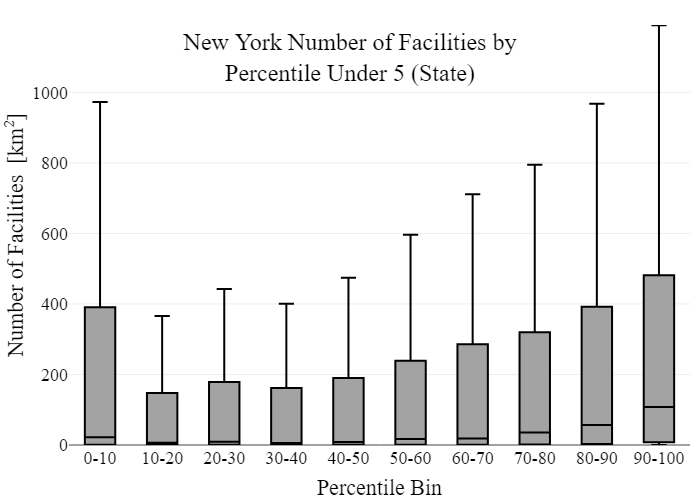 New York Number of Facilities by
Percentile Under 5 (State)
Number of Facilities [km²]
1000
800
600
400
200
0
0-10 10-20 20-30 30-40 40-50 50-60 60-70 70-80 80-90 90-100
Percentile Bin